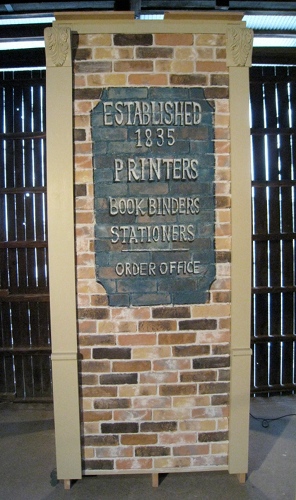 ESTABLISHED
1835
PRINTERS
BOOK BINDERS
STATIONERS
ORDER OFFICE